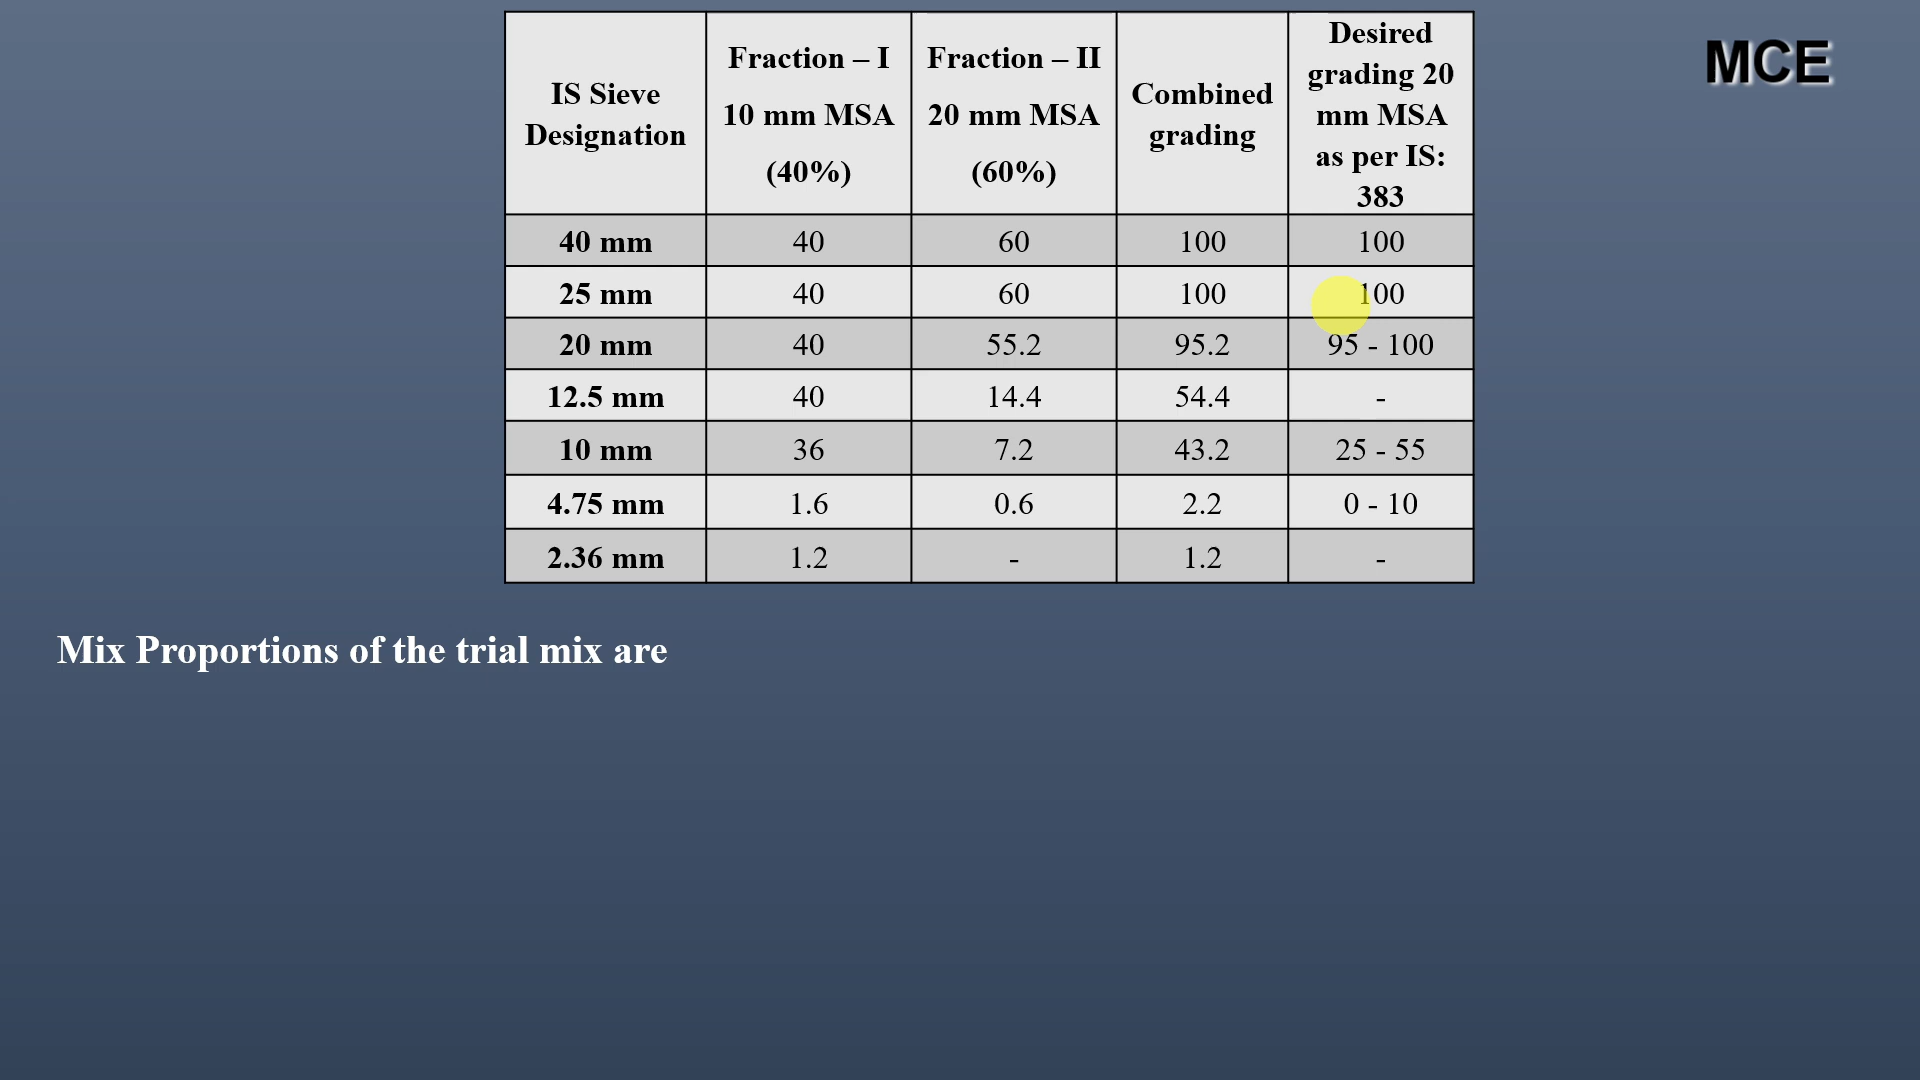 MCE
IS Sieve Designation | Fraction – I 10 mm MSA (40%) | Fraction – II 20 mm MSA (60%) | Combined grading | Desired grading 20 mm MSA as per IS: 383
40 mm | 40 | 60 | 100 | 100
25 mm | 40 | 60 | 100 | 100
20 mm | 40 | 55.2 | 95.2 | 95 - 100
12.5 mm | 40 | 14.4 | 54.4 | -
10 mm | 36 | 7.2 | 43.2 | 25 - 55
4.75 mm | 1.6 | 0.6 | 2.2 | 0 - 10
2.36 mm | 1.2 | - | 1.2 | -
Mix Proportions of the trial mix are